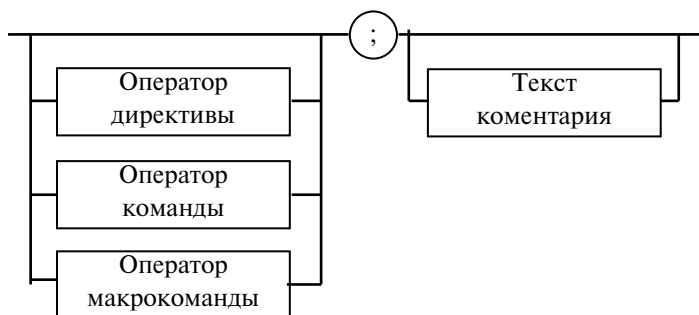 ;
Оператор
директивы
Текст
коментария
Оператор
команды
Оператор
макрокоманды